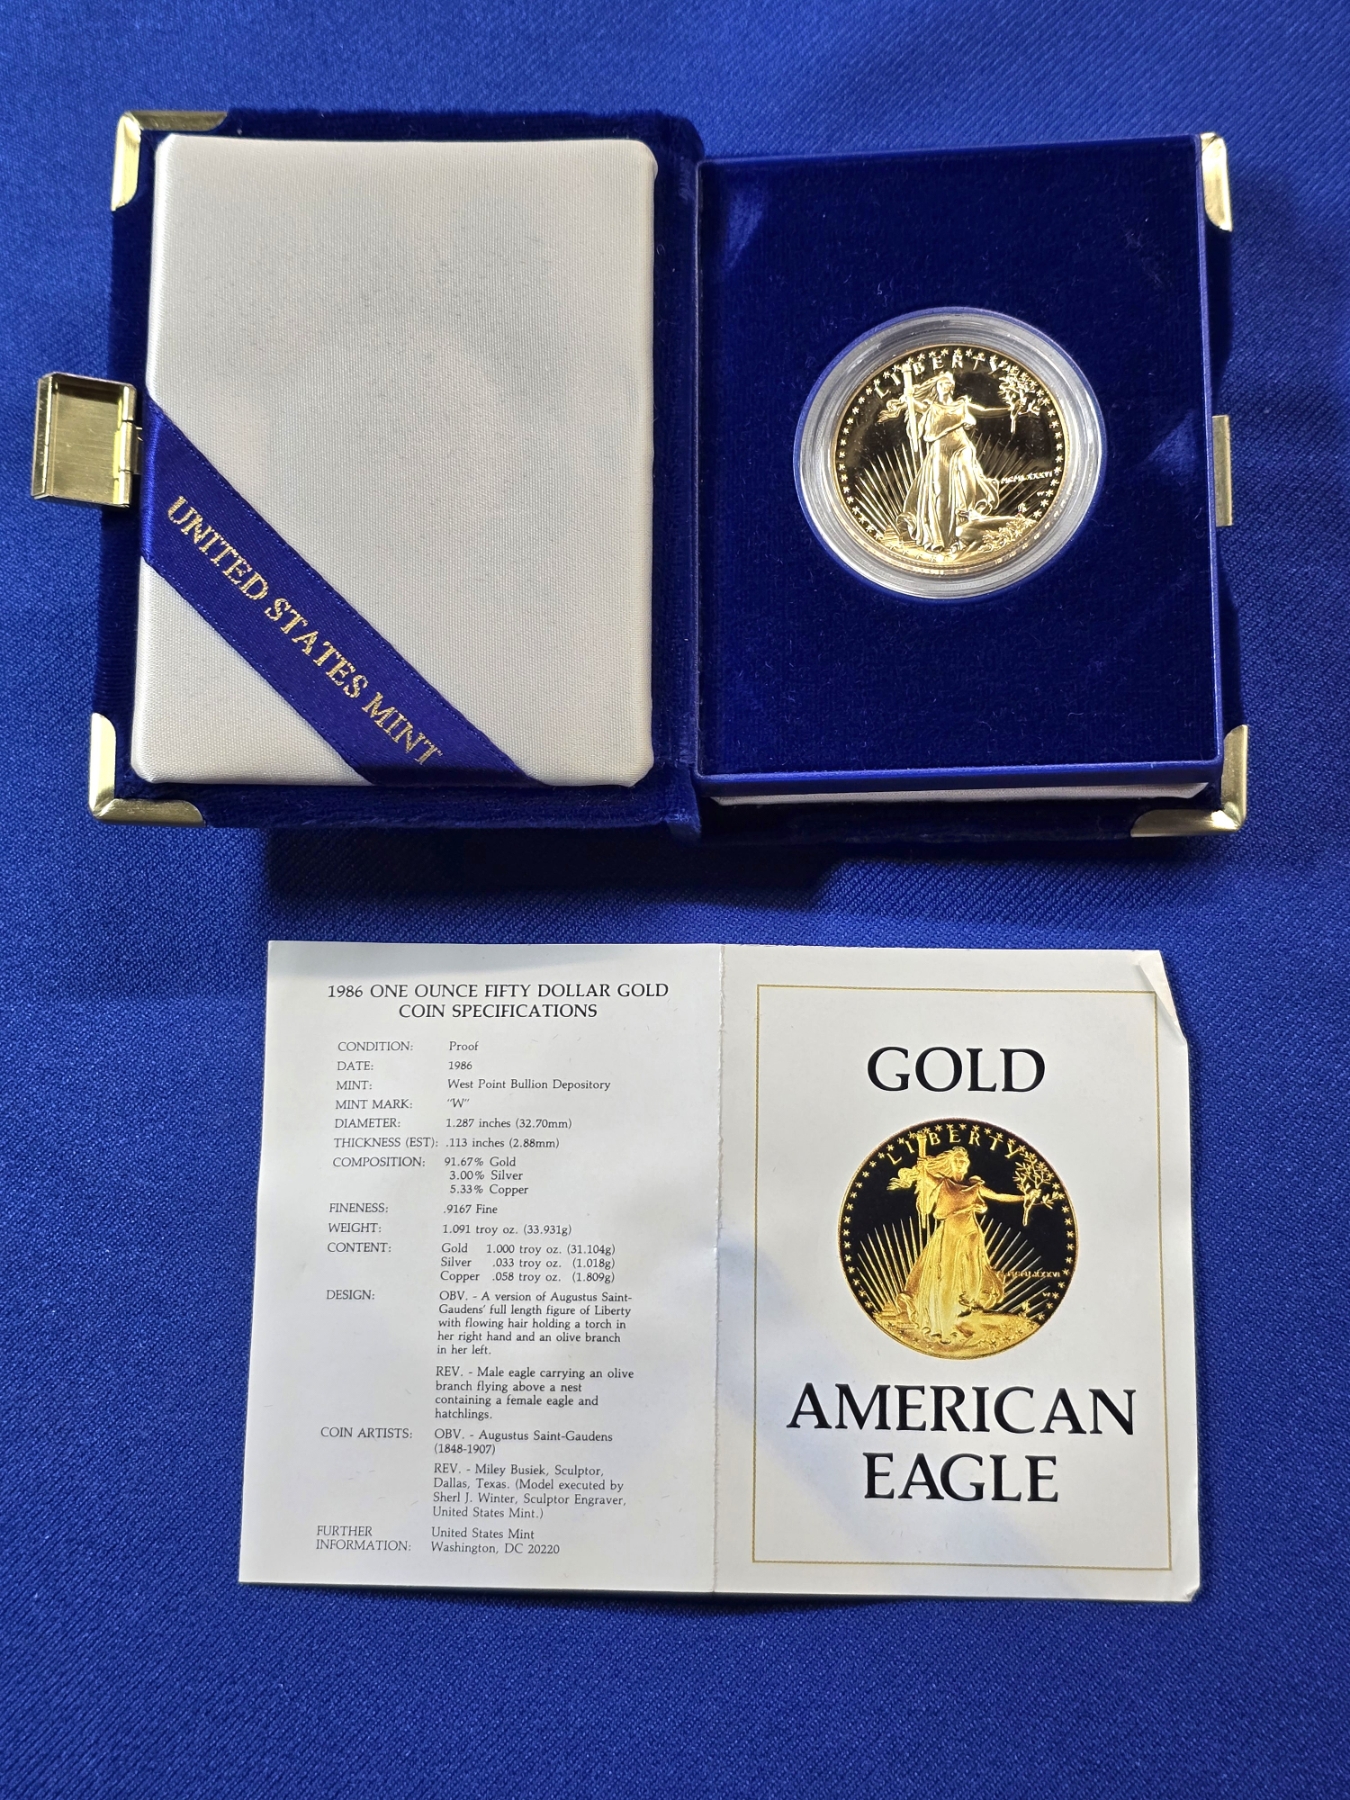 UNITED STATES MINT
LIBERTY
MCMLXXXVI
W
1986 ONE OUNCE FIFTY DOLLAR GOLD
COIN SPECIFICATIONS
CONDITION: Proof
DATE: 1986
MINT: West Point Bullion Depository
MINT MARK: "W"
DIAMETER: 1.287 inches (32.70mm)
THICKNESS (EST): .113 inches (2.88mm)
COMPOSITION: 91.67% Gold
3.00% Silver
5.33% Copper
FINENESS: .9167 Fine
WEIGHT: 1.091 troy oz. (33.931g)
CONTENT: Gold 1.000 troy oz. (31.104g)
Silver .033 troy oz. (1.018g)
Copper .058 troy oz. (1.809g)
DESIGN: OBV. - A version of Augustus Saint-
Gaudens' full length figure of Liberty
with flowing hair holding a torch in
her right hand and an olive branch
in her left.
REV. - Male eagle carrying an olive
branch flying above a nest
containing a female eagle and
hatchlings.
COIN ARTISTS: OBV. - Augustus Saint-Gaudens
(1848-1907)
REV. - Miley Busiek, Sculptor,
Dallas, Texas. (Model executed by
Sherl J. Winter, Sculptor Engraver,
United States Mint.)
FURTHER United States Mint
INFORMATION: Washington, DC 20220
GOLD
LIBERTY
MCMLXXXVI
W
AMERICAN
EAGLE